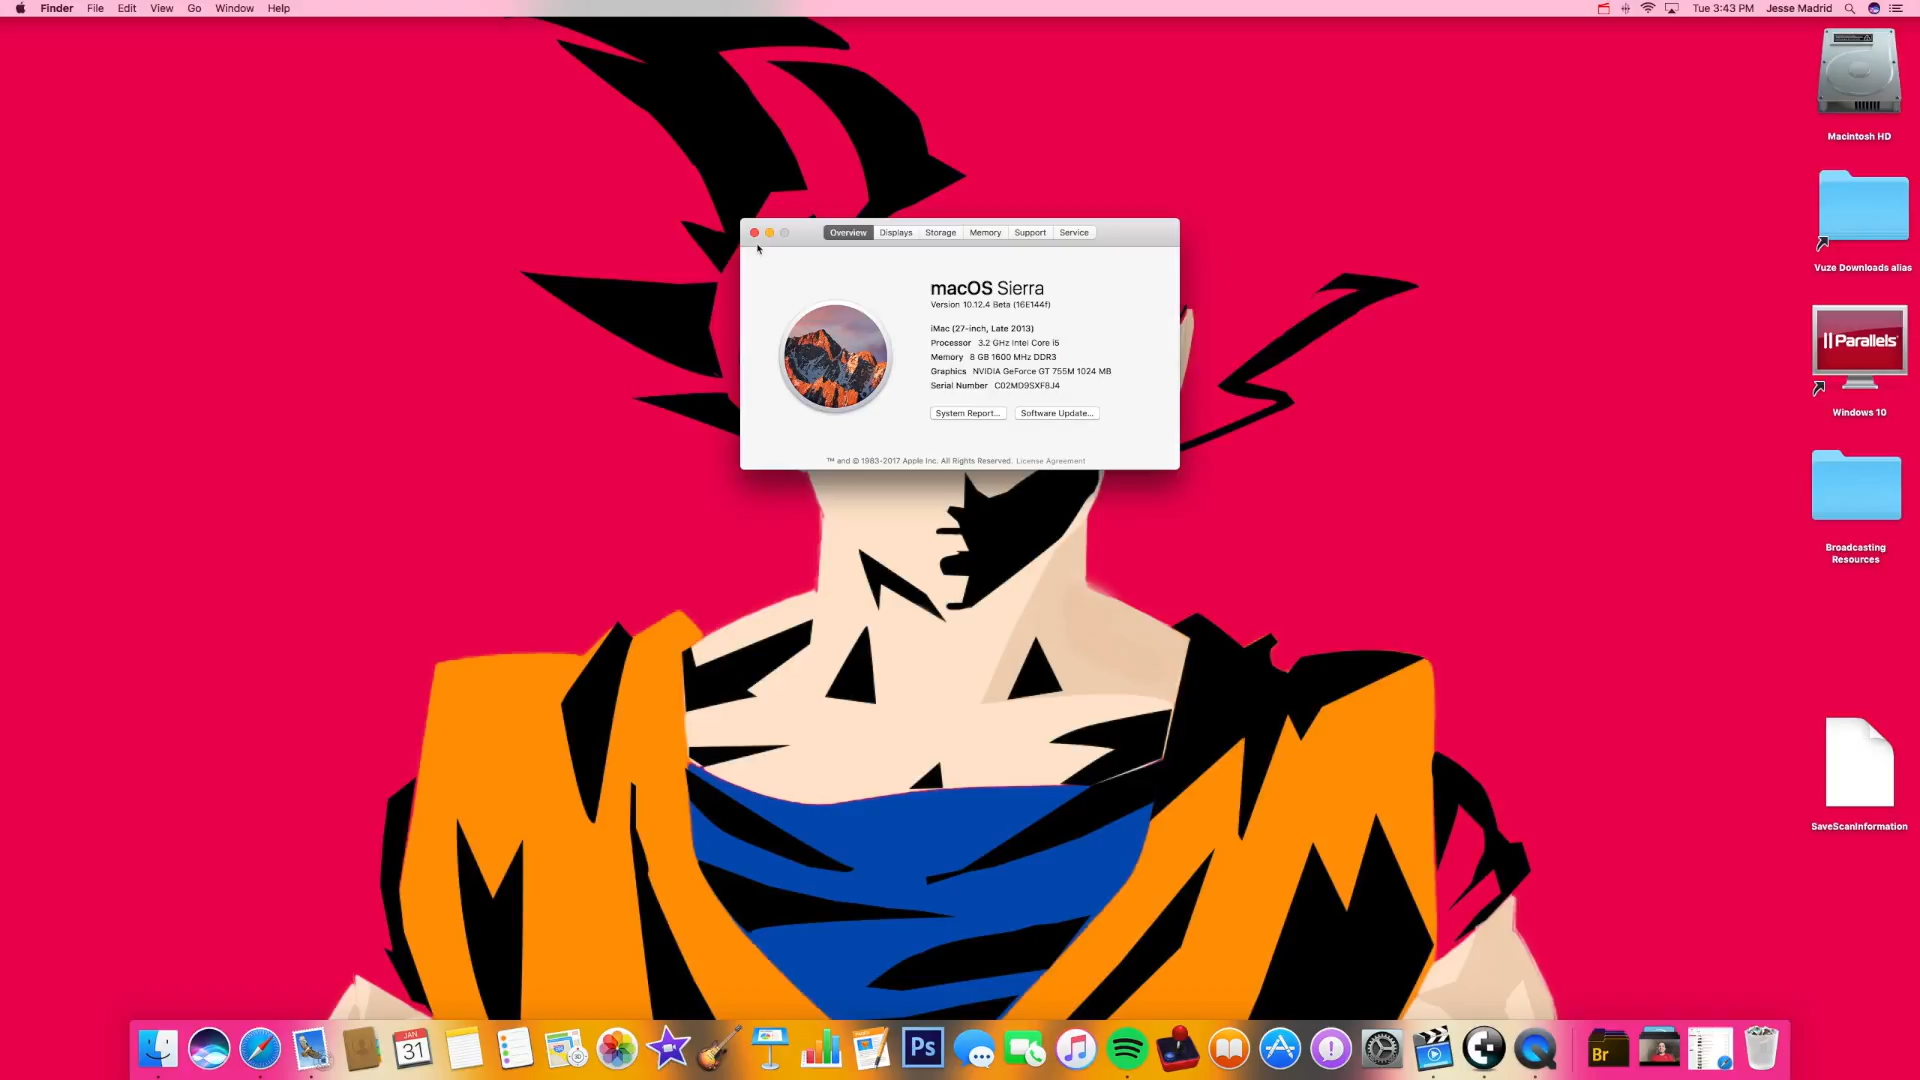 Finder File Edit View Go Window Help
Tue 3:43 PM Jesse Madrid
Macintosh HD
Vuze Downloads alias
|| Parallels®
Windows 10
Broadcasting
Resources
SaveScanInformation
Overview Displays Storage Memory Support Service
macOS Sierra
Version 10.12.4 Beta (16E144f)
iMac (27-inch, Late 2013)
Processor 3.2 GHz Intel Core i5
Memory 8 GB 1600 MHz DDR3
Graphics NVIDIA GeForce GT 755M 1024 MB
Serial Number C02MD9SXF8J4
System Report... Software Update...
™ and © 1983-2017 Apple Inc. All Rights Reserved. License Agreement
JAN
31
Ps
Br